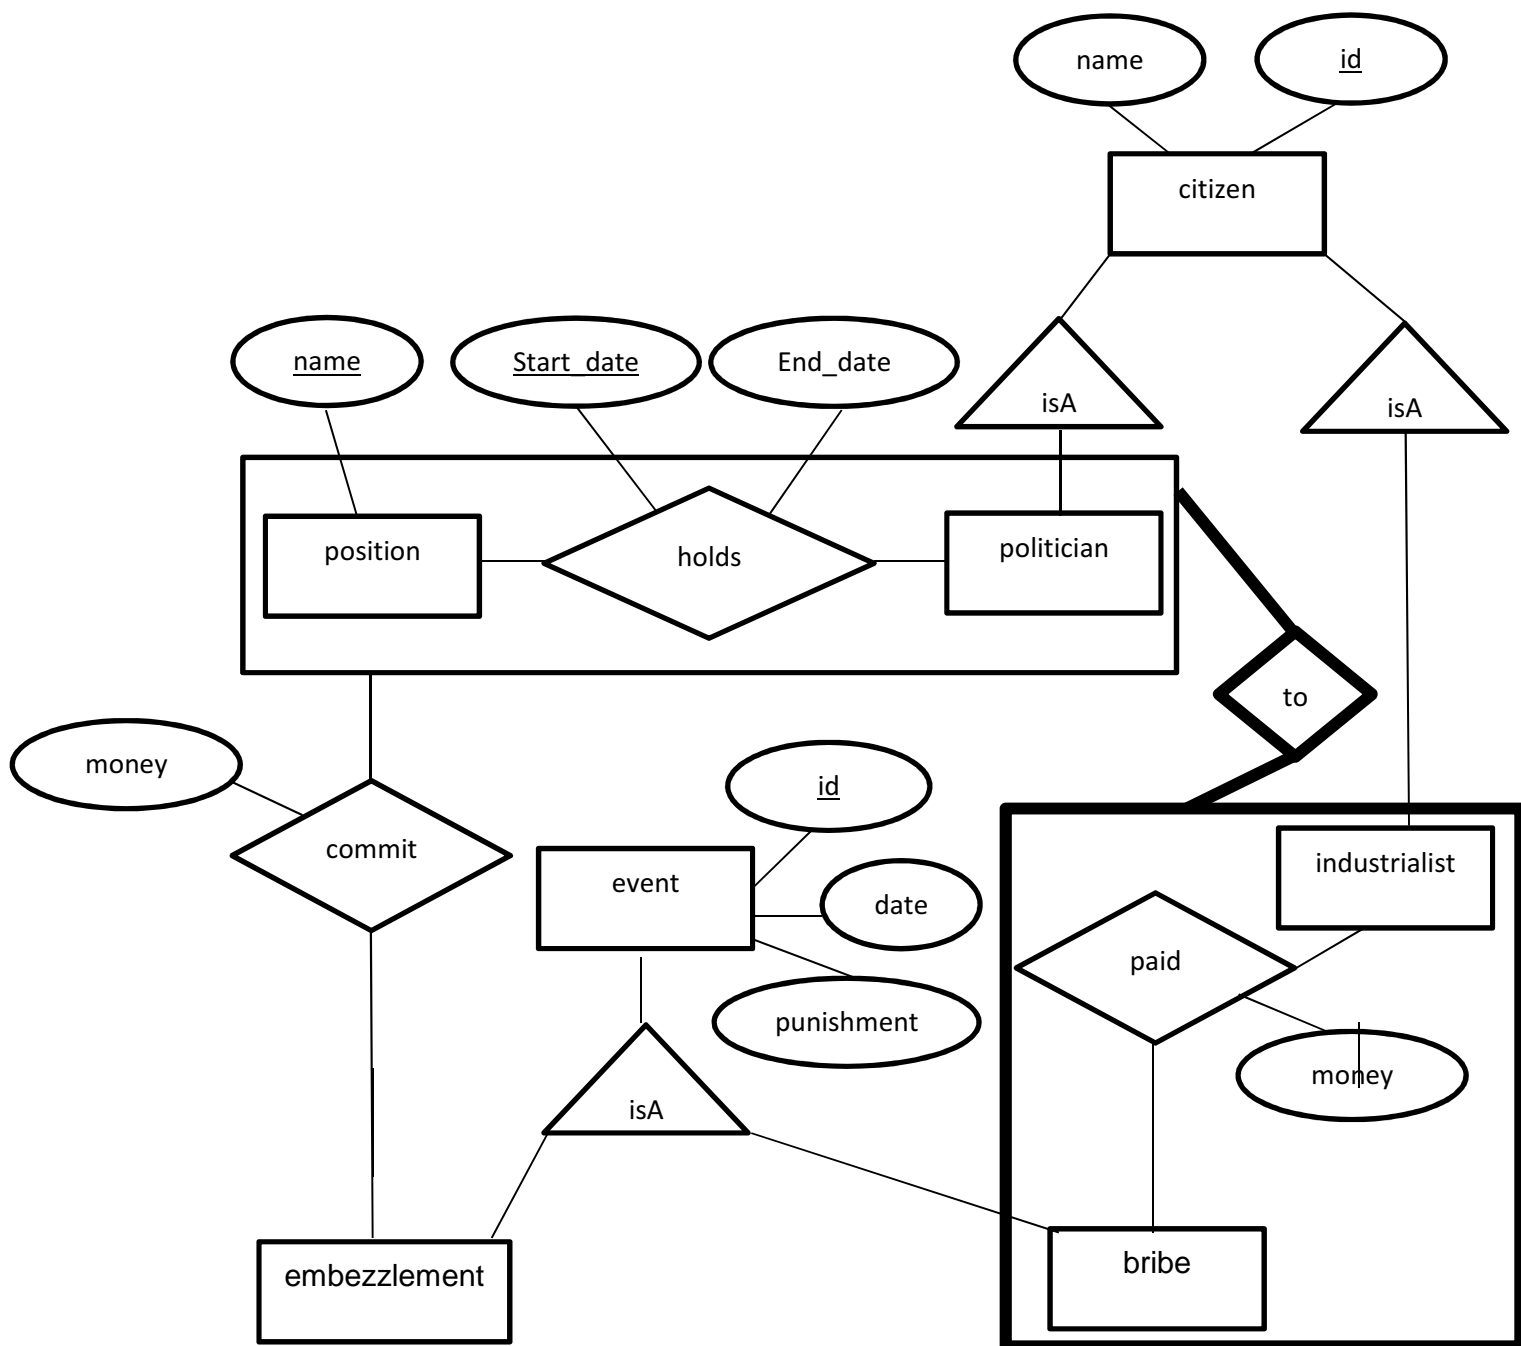 name
id
citizen
name
Start_date
End_date
isA
isA
position
holds
politician
to
money
id
commit
event
industrialist
date
paid
punishment
money
isA
embezzlement
bribe